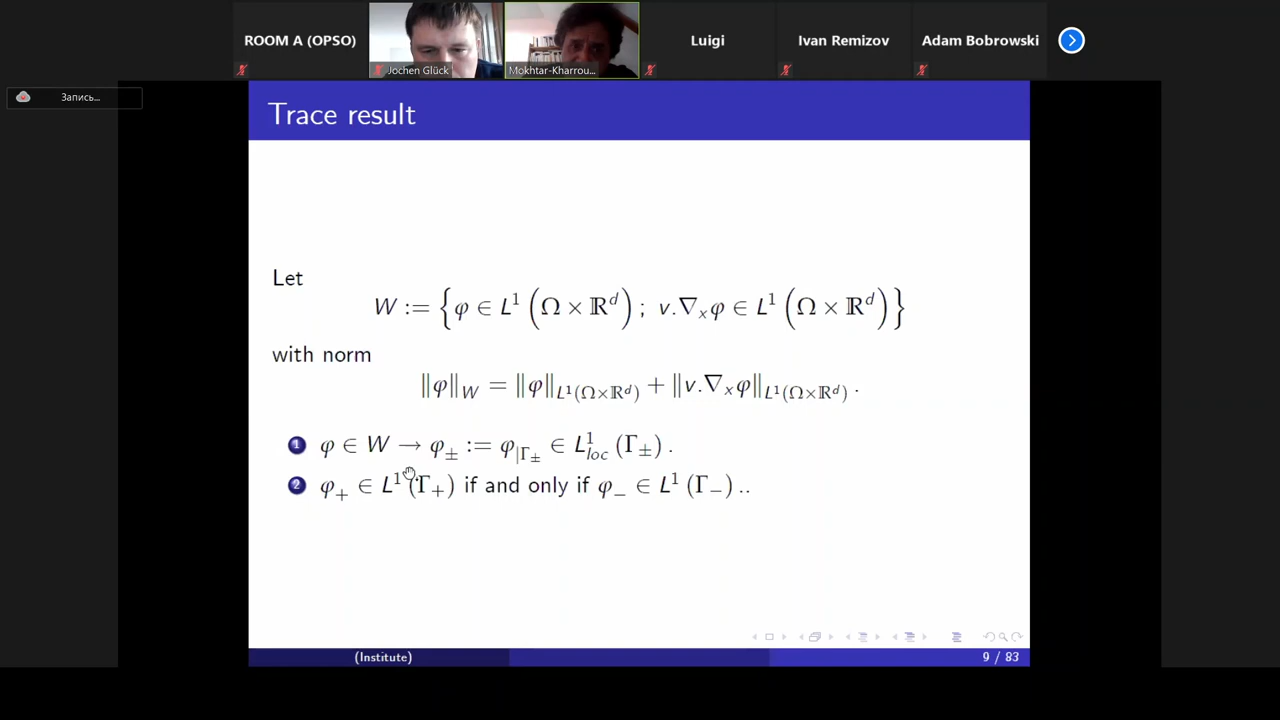 ROOM A (OPSO)
Jochen Glück
Mokhtar-Kharrou...
Luigi
Ivan Remizov
Adam Bobrowski
Запись...
Trace result
Let
W := {φ ∈ L¹ (Ω × ℝᵈ) ; v.∇ₓφ ∈ L¹ (Ω × ℝᵈ)}
with norm
‖φ‖_W = ‖φ‖_{L¹(Ω×ℝᵈ)} + ‖v.∇ₓφ‖_{L¹(Ω×ℝᵈ)} .
1 φ ∈ W → φ_± := φ_{|Γ_±} ∈ L¹_{loc} (Γ_±) .
2 φ_+ ∈ L¹ (Γ_+) if and only if φ_− ∈ L¹ (Γ_−) ..
(Institute)
9 / 83